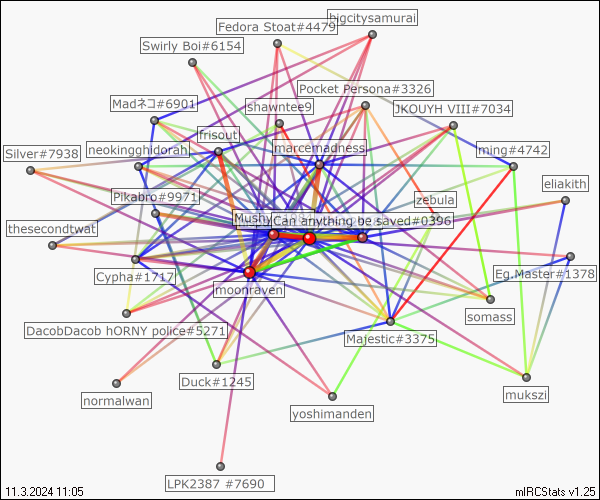 bigcitysamurai
Fedora Stoat#4479
Swirly Boi#6154
Pocket Persona#3326
Madネコ#6901
shawntee9
JKOUYH VIII#7034
frisout
marcemadness
Silver#7938
neokingghidorah
ming#4742
eliakith
Pikabro#9971
zebula
Mushy
Can anything be saved#0396
thesecondtwat
Cypha#1717
Eg.Master#1378
moonraven
somass
DacobDacob hORNY police#5271
Majestic#3375
Duck#1245
mukszi
normalwan
yoshimanden
LPK2387 #7690
11.3.2024 11:05
mIRCStats v1.25